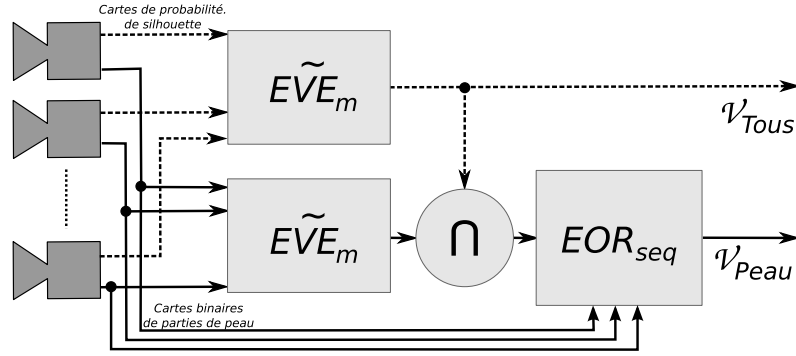 Cartes de probabilité.
de silhouette
EṼE_m
𝒱_Tous
EṼE_m
∩
EOR_seq
𝒱_Peau
Cartes binaires
de parties de peau